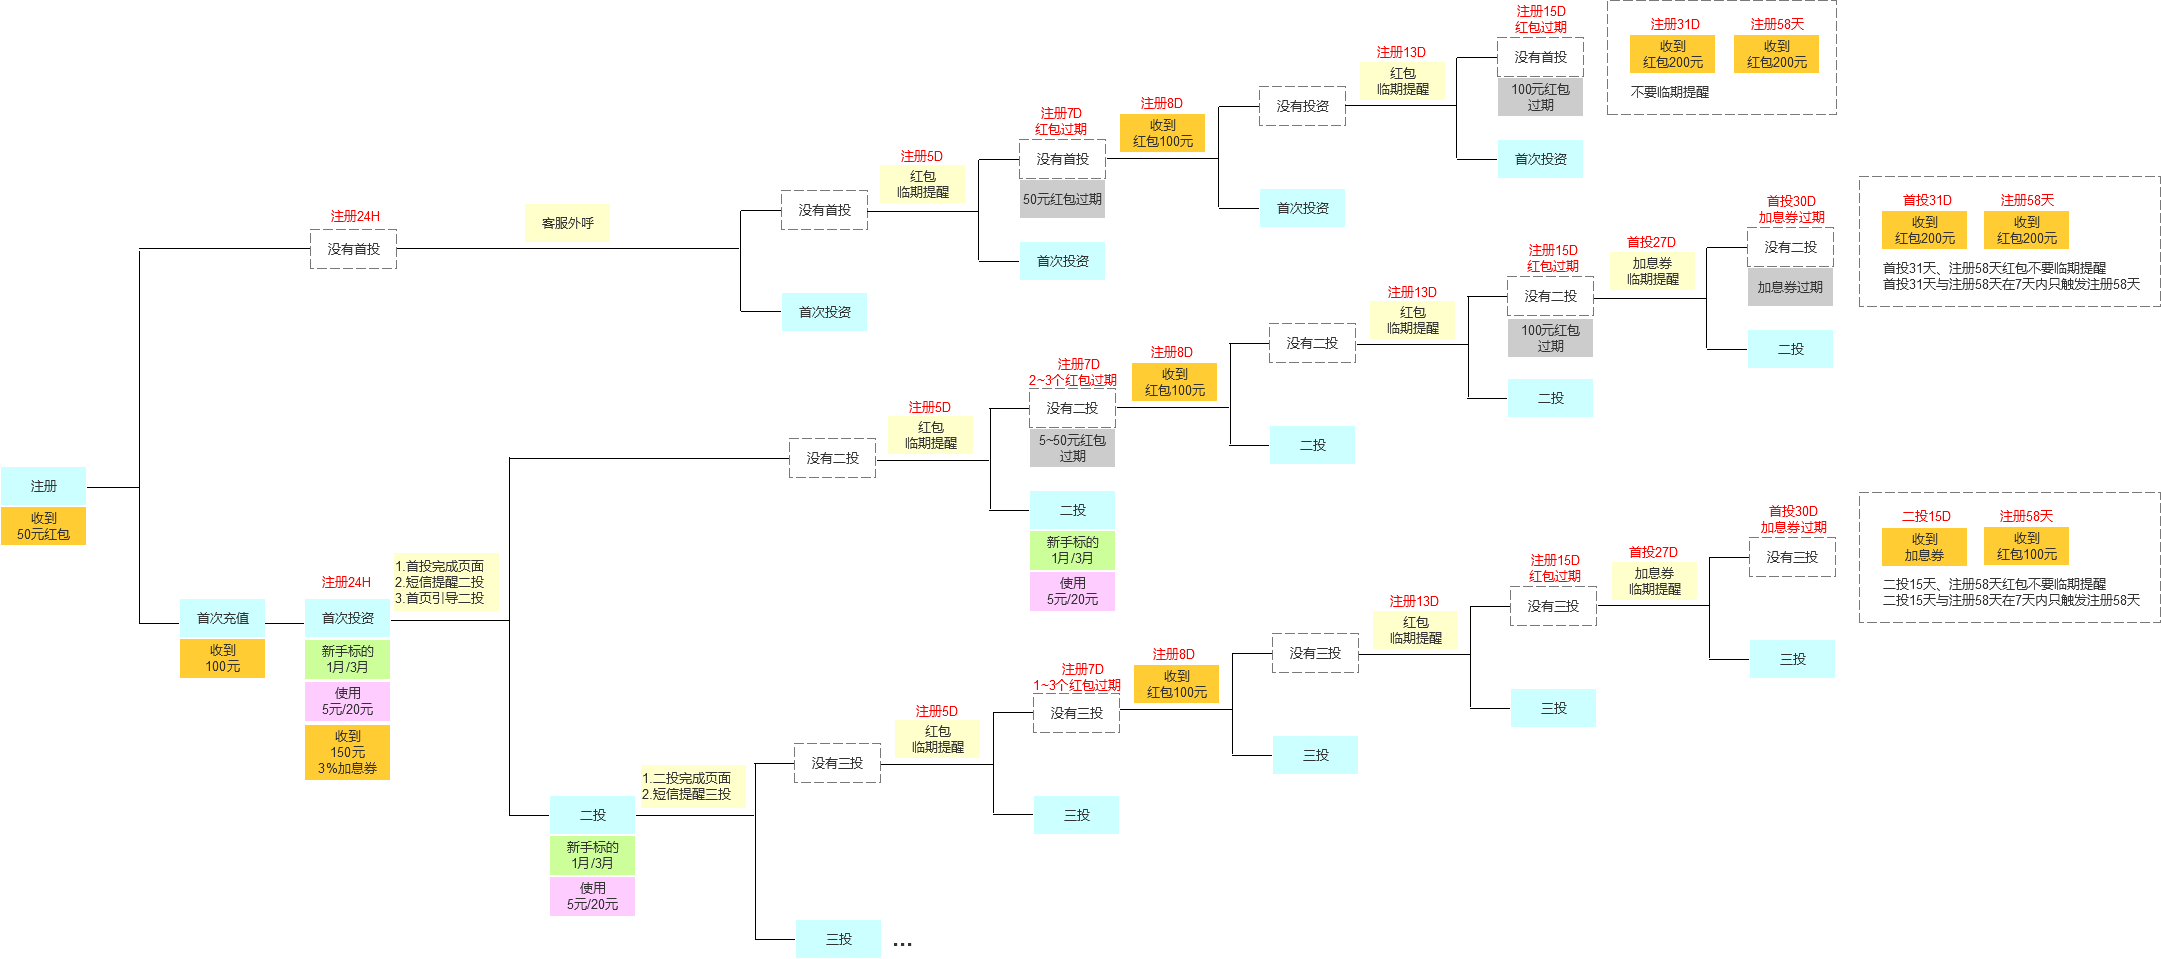 注册
收到
50元红包
注册24H
没有首投
客服外呼
没有首投
首次投资
注册5D
红包
临期提醒
注册7D
红包过期
没有首投
50元红包过期
首次投资
注册8D
收到
红包100元
没有投资
首次投资
注册13D
红包
临期提醒
注册15D
红包过期
没有首投
100元红包
过期
首次投资
注册31D
收到
红包200元
注册58天
收到
红包200元
不要临期提醒
首次充值
收到
100元
注册24H
首次投资
新手标的
1月/3月
使用
5元/20元
收到
150元
3%加息券
1.首投完成页面
2.短信提醒二投
3.首页引导二投
没有二投
注册5D
红包
临期提醒
注册7D
2~3个红包过期
没有二投
5~50元红包
过期
二投
新手标的
1月/3月
使用
5元/20元
注册8D
收到
红包100元
没有二投
二投
注册13D
红包
临期提醒
注册15D
红包过期
没有二投
100元红包
过期
二投
首投27D
加息券
临期提醒
首投30D
加息券过期
没有二投
加息券过期
二投
首投31D
收到
红包200元
注册58天
收到
红包200元
首投31天、注册58天红包不要临期提醒
首投31天与注册58天在7天内只触发注册58天
二投
新手标的
1月/3月
使用
5元/20元
1.二投完成页面
2.短信提醒三投
没有三投
三投
...
注册5D
红包
临期提醒
注册7D
1~3个红包过期
没有三投
三投
注册8D
收到
红包100元
没有三投
三投
注册13D
红包
临期提醒
注册15D
红包过期
没有三投
三投
首投27D
加息券
临期提醒
首投30D
加息券过期
没有三投
三投
二投15D
收到
加息券
注册58天
收到
红包100元
二投15天、注册58天红包不要临期提醒
二投15天与注册58天在7天内只触发注册58天